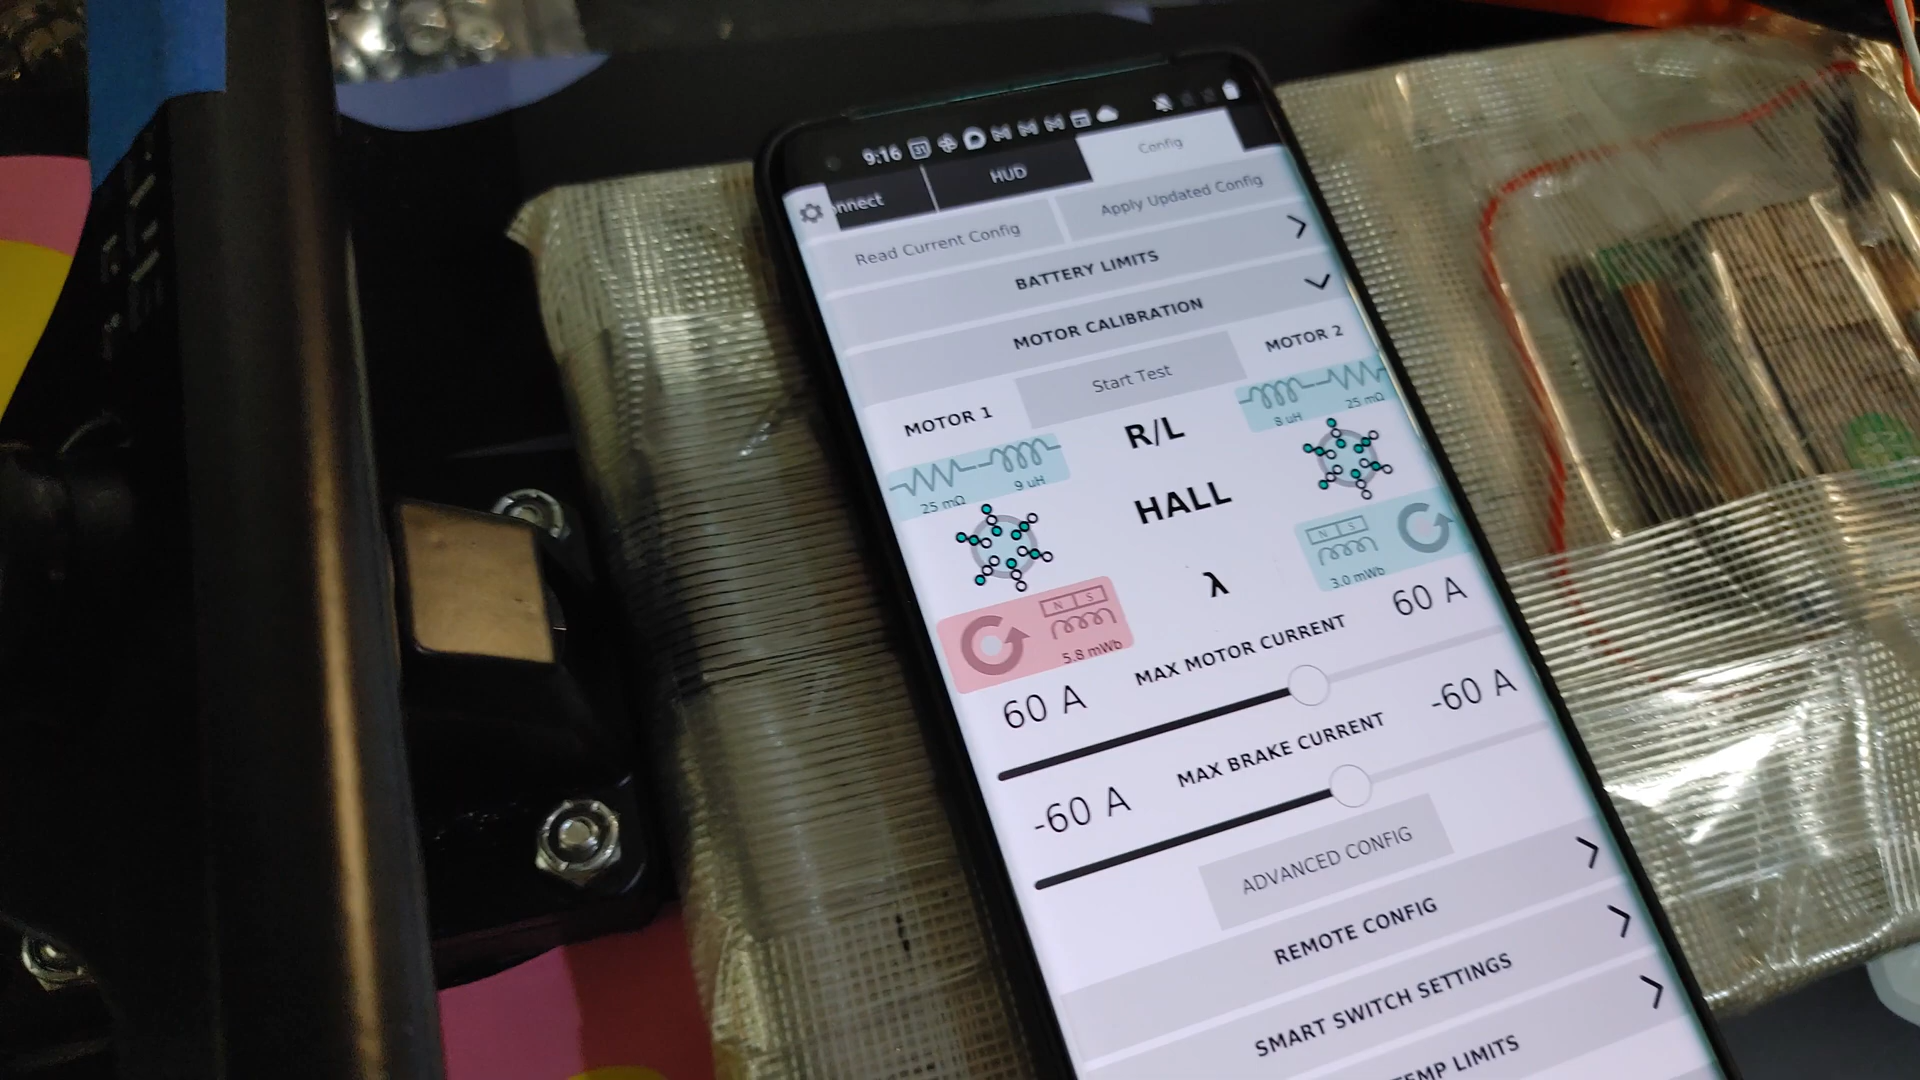 9:16 31
onnect HUD Config
Read Current Config Apply Updated Config
BATTERY LIMITS
MOTOR CALIBRATION
MOTOR 1 Start Test MOTOR 2
25 mΩ 9 uH R/L 8 uH 25 mΩ
HALL
N S 5.8 mWb λ N S 3.0 mWb
60 A MAX MOTOR CURRENT 60 A
-60 A MAX BRAKE CURRENT -60 A
ADVANCED CONFIG
REMOTE CONFIG
SMART SWITCH SETTINGS
TEMP LIMITS